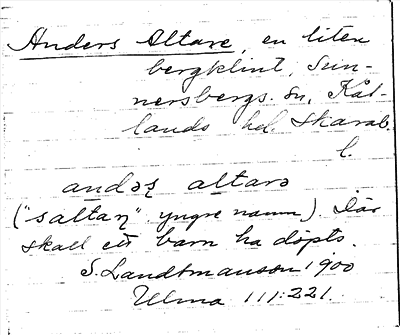 Anders Altare, en liten
bergklint, Sun-
nersbergs sn, Kål-
lands hd. Skarab.
l.
andəʂ altarə
("saltaɳ" yngre namn). Där
skall ett barn ha döpts.
S. Landtmanson 1900
Ulma 111:221.